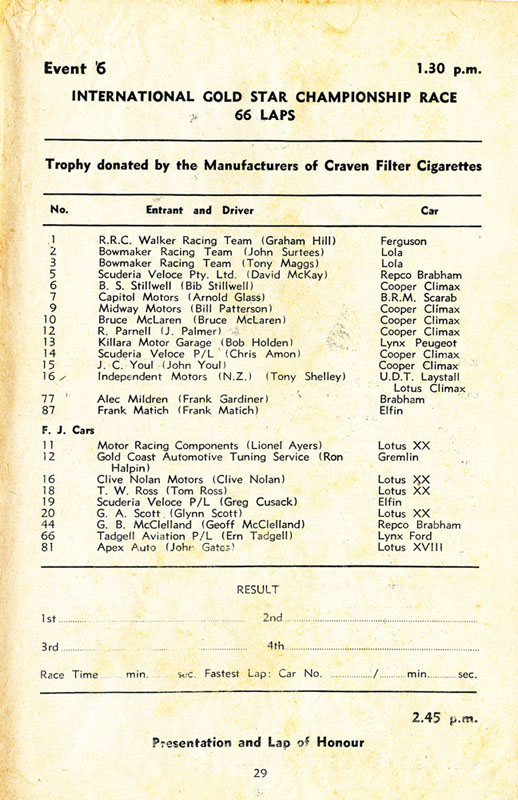 Event '6 1.30 p.m.
INTERNATIONAL GOLD STAR CHAMPIONSHIP RACE
66 LAPS
Trophy donated by the Manufacturers of Craven Filter Cigarettes
No. Entrant and Driver Car
1 R.R.C. Walker Racing Team (Graham Hill) Ferguson
2 Bowmaker Racing Team (John Surtees) Lola
3 Bowmaker Racing Team (Tony Maggs) Lola
5 Scuderia Veloce Pty. Ltd. (David McKay) Repco Brabham
6 B. S. Stillwell (Bib Stillwell) Cooper Climax
7 Capitol Motors (Arnold Glass) B.R.M. Scarab
9 Midway Motors (Bill Patterson) Cooper Climax
10 Bruce McLaren (Bruce McLaren) Cooper Climax
12 R. Parnell (J. Palmer) Cooper Climax
13 Killara Motor Garage (Bob Holden) Lynx Peugeot
14 Scuderia Veloce P/L (Chris Amon) Cooper Climax
15 J. C. Youl (John Youl) Cooper Climax
16 Independent Motors (N.Z.) (Tony Shelley) U.D.T. Laystall
Lotus Climax
77 Alec Mildren (Frank Gardiner) Brabham
87 Frank Matich (Frank Matich) Elfin
F. J. Cars
11 Motor Racing Components (Lionel Ayers) Lotus XX
12 Gold Coast Automotive Tuning Service (Ron Gremlin
Halpin)
16 Clive Nolan Motors (Clive Nolan) Lotus XX
18 T. W. Ross (Tom Ross) Lotus XX
19 Scuderia Veloce P/L (Greg Cusack) Elfin
20 G. A. Scott (Glynn Scott) Lotus XX
44 G. B. McClelland (Geoff McClelland) Repco Brabham
66 Tadgell Aviation P/L (Ern Tadgell) Lynx Ford
81 Apex Auto (John Gates) Lotus XVIII
RESULT
1st 2nd
3rd 4th
Race Time min. sec. Fastest Lap: Car No. / min. sec.
2.45 p.m.
Presentation and Lap of Honour
29